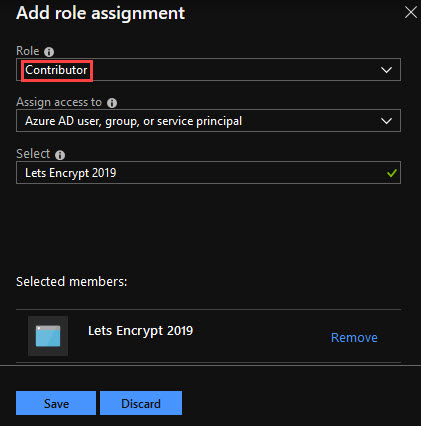 Add role assignment
Role
Contributor
Assign access to
Azure AD user, group, or service principal
Select
Lets Encrypt 2019
Selected members:
Lets Encrypt 2019
Remove
Save
Discard